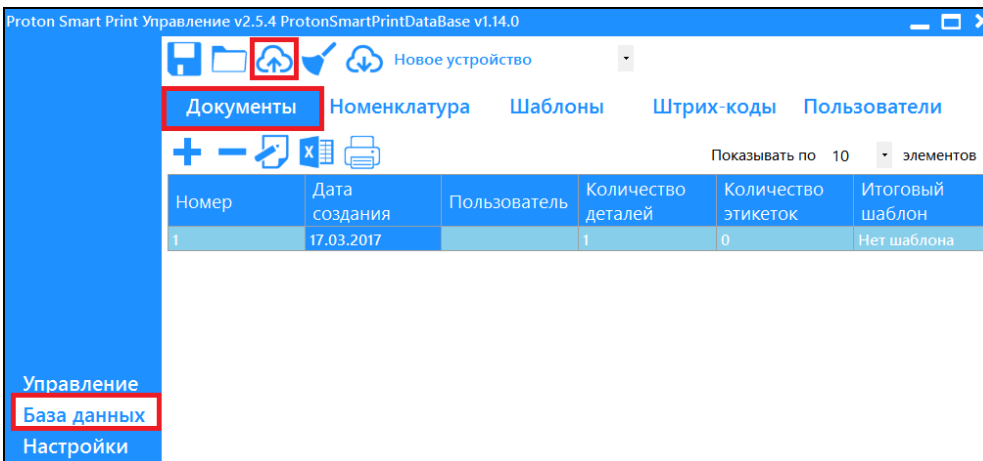 Proton Smart Print Управление v2.5.4 ProtonSmartPrintDataBase v1.14.0
Новое устройство
Документы Номенклатура Шаблоны Штрих-коды Пользователи
Показывать по 10 элементов
Номер Дата создания Пользователь Количество деталей Количество этикеток Итоговый шаблон
1 17.03.2017 1 0 Нет шаблона
Управление
База данных
Настройки